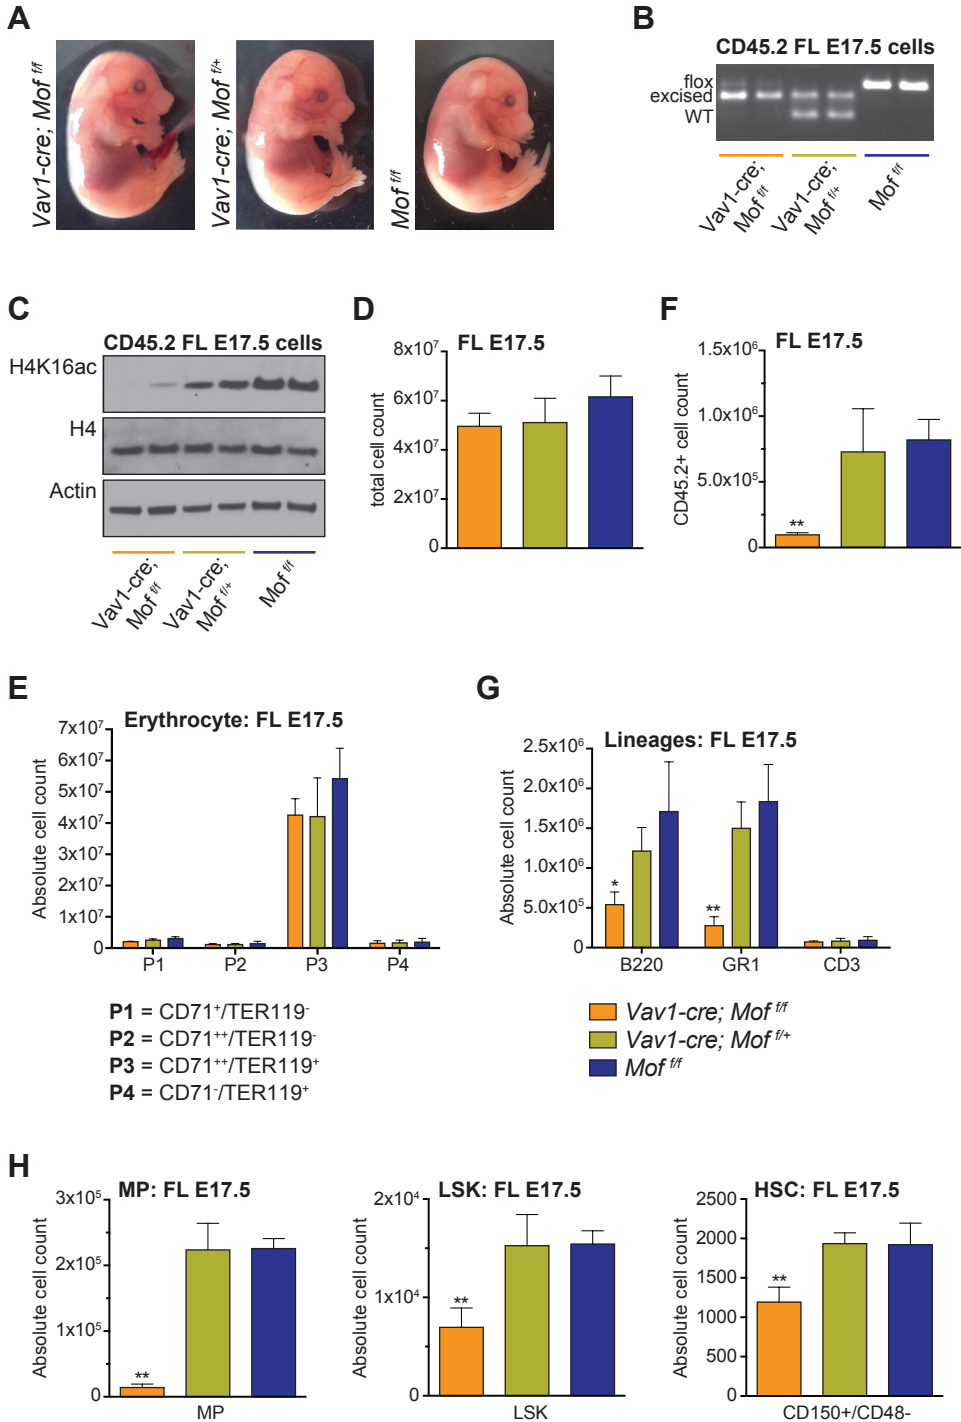 A
Vav1-cre; Mof f/f
Vav1-cre; Mof f/+
Mof f/f
B
CD45.2 FL E17.5 cells
flox
excised
WT
Vav1-cre;
Mof f/f
Vav1-cre;
Mof f/+
Mof f/f
C
CD45.2 FL E17.5 cells
H4K16ac
H4
Actin
Vav1-cre;
Mof f/f
Vav1-cre;
Mof f/+
Mof f/f
D
FL E17.5
total cell count
8x10⁷
6x10⁷
4x10⁷
2x10⁷
0
F
FL E17.5
CD45.2+ cell count
1.5x10⁶
1.0x10⁶
5.0x10⁵
0
**
E
Erythrocyte: FL E17.5
Absolute cell count
7x10⁷
6x10⁷
5x10⁷
4x10⁷
3x10⁷
2x10⁷
1x10⁷
0
P1 P2 P3 P4
P1 = CD71⁺/TER119⁻
P2 = CD71⁺⁺/TER119⁻
P3 = CD71⁺⁺/TER119⁺
P4 = CD71⁻/TER119⁺
G
Lineages: FL E17.5
Absolute cell count
2.5x10⁶
2.0x10⁶
1.5x10⁶
1.0x10⁶
5.0x10⁵
0
*
**
B220 GR1 CD3
Vav1-cre; Mof f/f
Vav1-cre; Mof f/+
Mof f/f
H
MP: FL E17.5
Absolute cell count
3x10⁵
2x10⁵
1x10⁵
0
**
MP
LSK: FL E17.5
Absolute cell count
2x10⁴
1x10⁴
0
**
LSK
HSC: FL E17.5
Absolute cell count
2500
2000
1500
1000
500
0
**
CD150+/CD48-